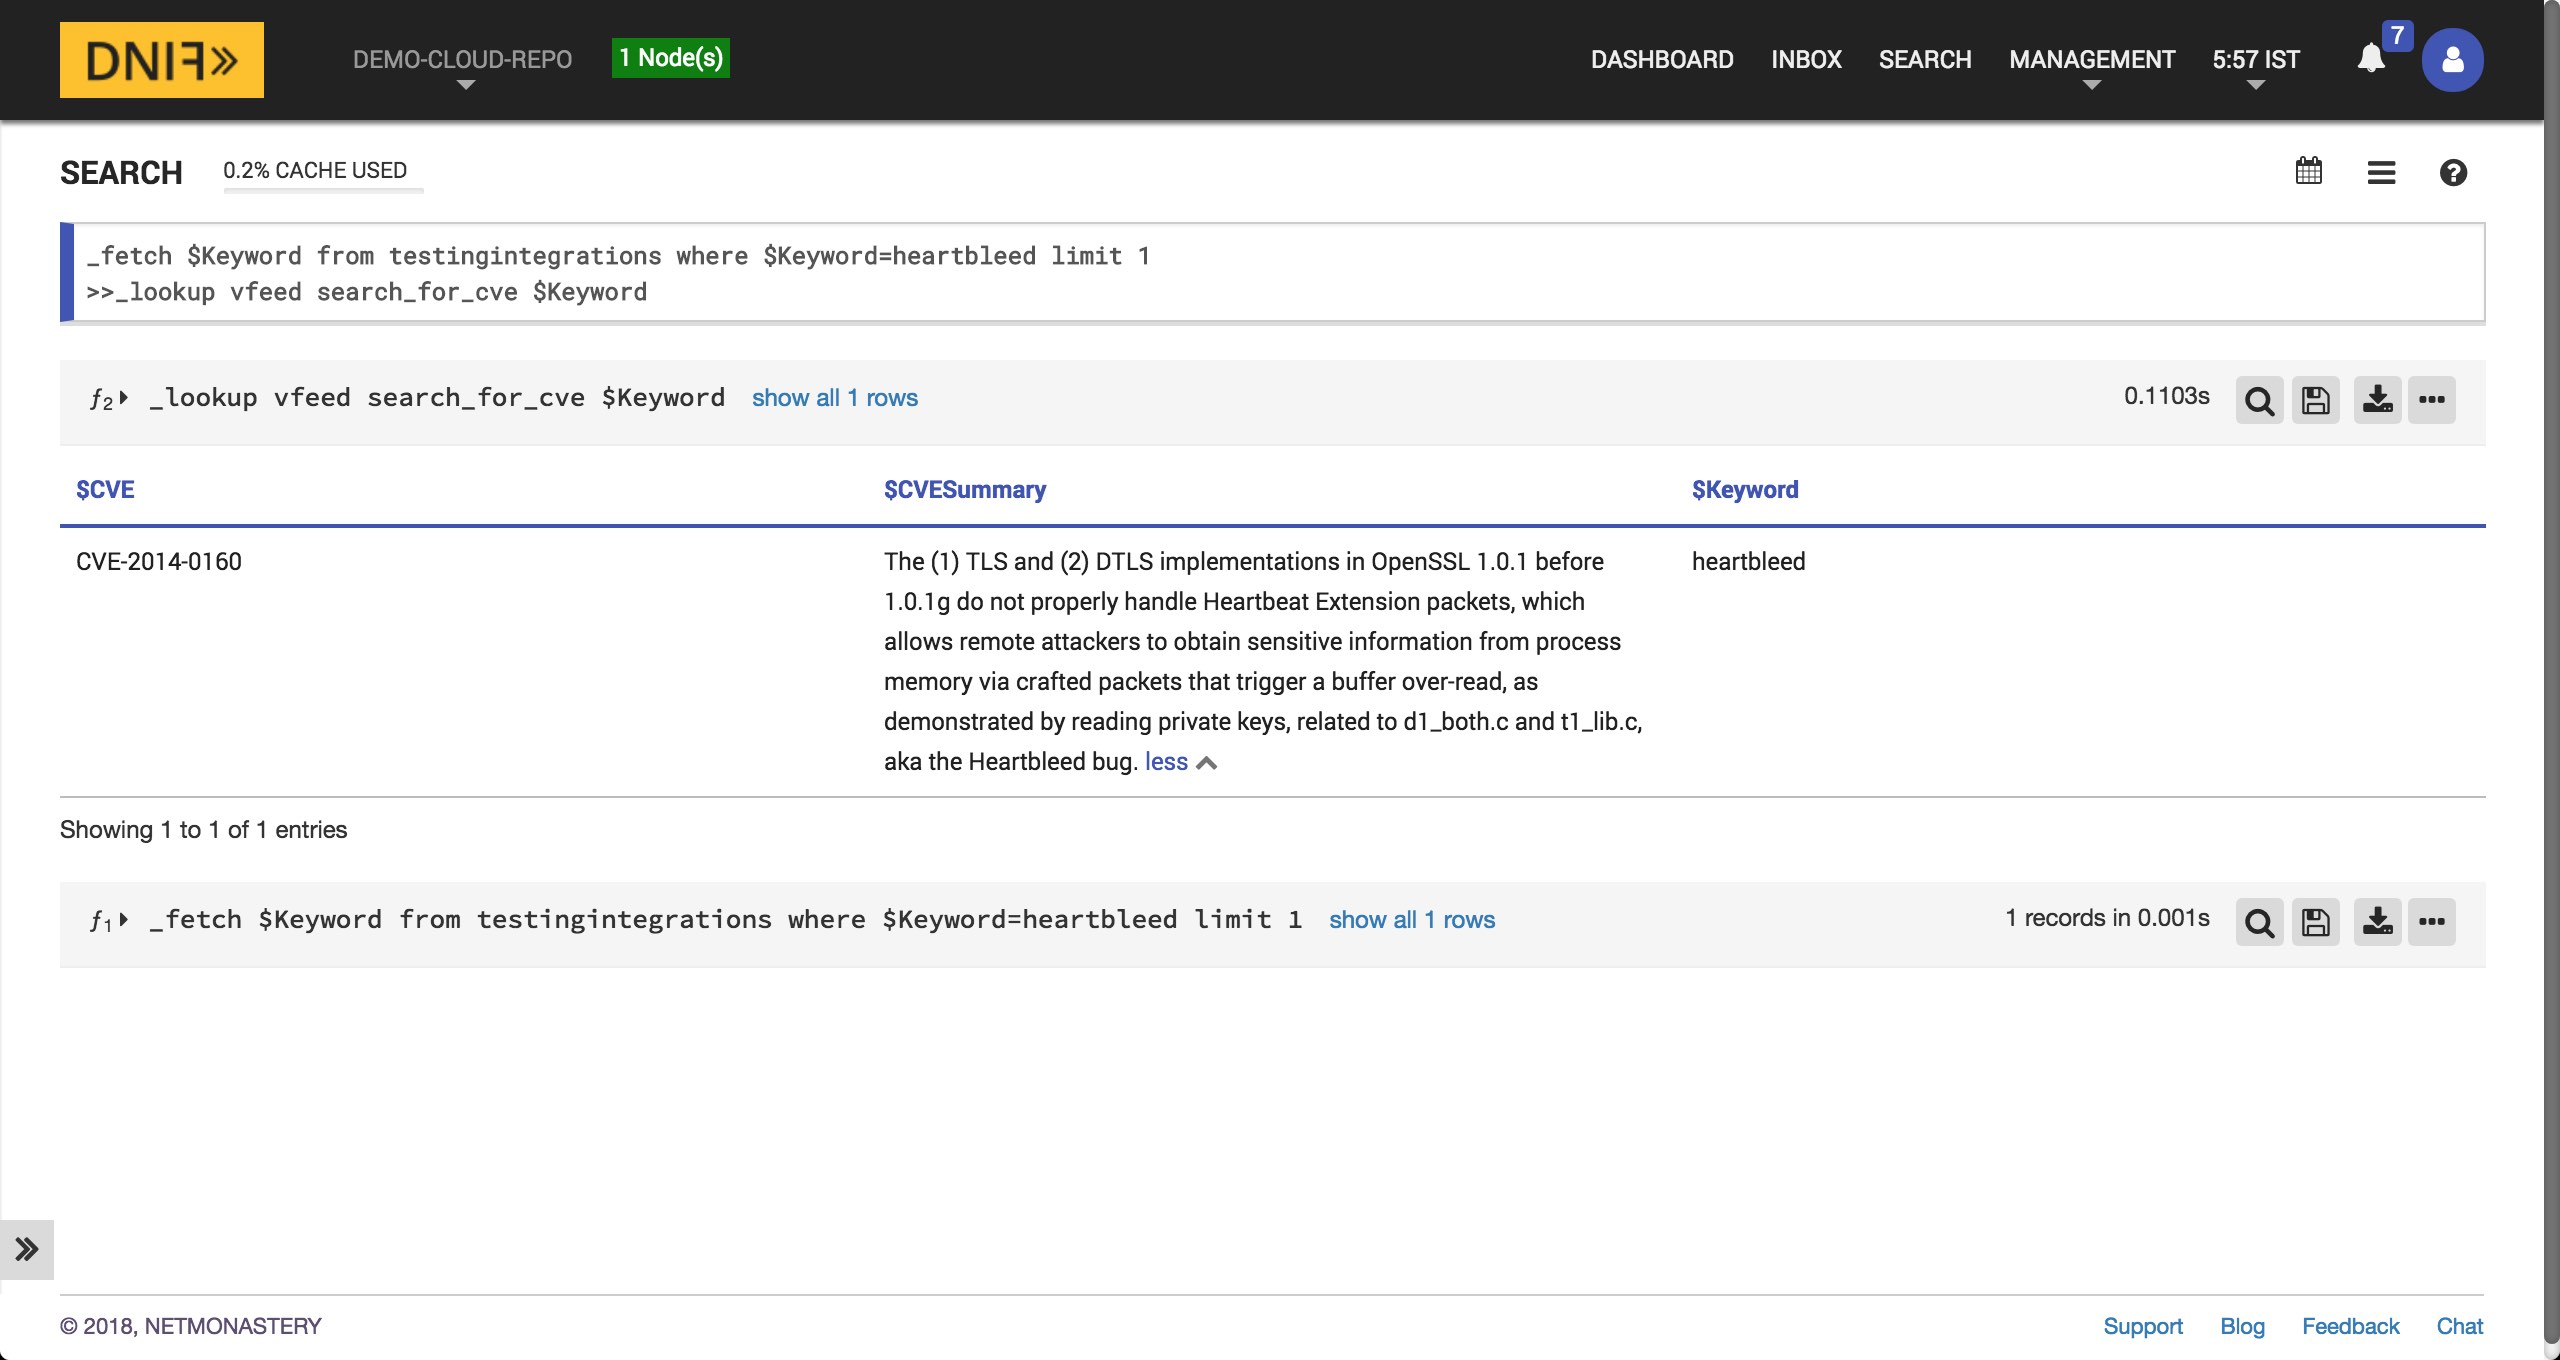 DNIF»
DEMO-CLOUD-REPO
1 Node(s)
DASHBOARD
INBOX
SEARCH
MANAGEMENT
5:57 IST
7
SEARCH
0.2% CACHE USED
_fetch $Keyword from testingintegrations where $Keyword=heartbleed limit 1
>>_lookup vfeed search_for_cve $Keyword
ƒ2 _lookup vfeed search_for_cve $Keyword show all 1 rows
0.1103s
$CVE
$CVESummary
$Keyword
CVE-2014-0160
The (1) TLS and (2) DTLS implementations in OpenSSL 1.0.1 before
1.0.1g do not properly handle Heartbeat Extension packets, which
allows remote attackers to obtain sensitive information from process
memory via crafted packets that trigger a buffer over-read, as
demonstrated by reading private keys, related to d1_both.c and t1_lib.c,
aka the Heartbleed bug. less
heartbleed
Showing 1 to 1 of 1 entries
ƒ1 _fetch $Keyword from testingintegrations where $Keyword=heartbleed limit 1 show all 1 rows
1 records in 0.001s
© 2018, NETMONASTERY
Support
Blog
Feedback
Chat